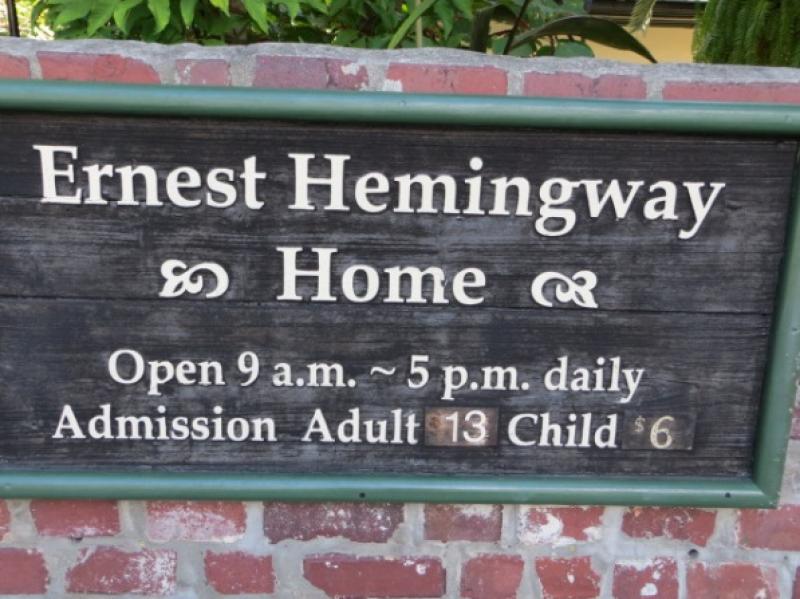 Ernest Hemingway
Home
Open 9 a.m. ~ 5 p.m. daily
Admission Adult $13 Child $6